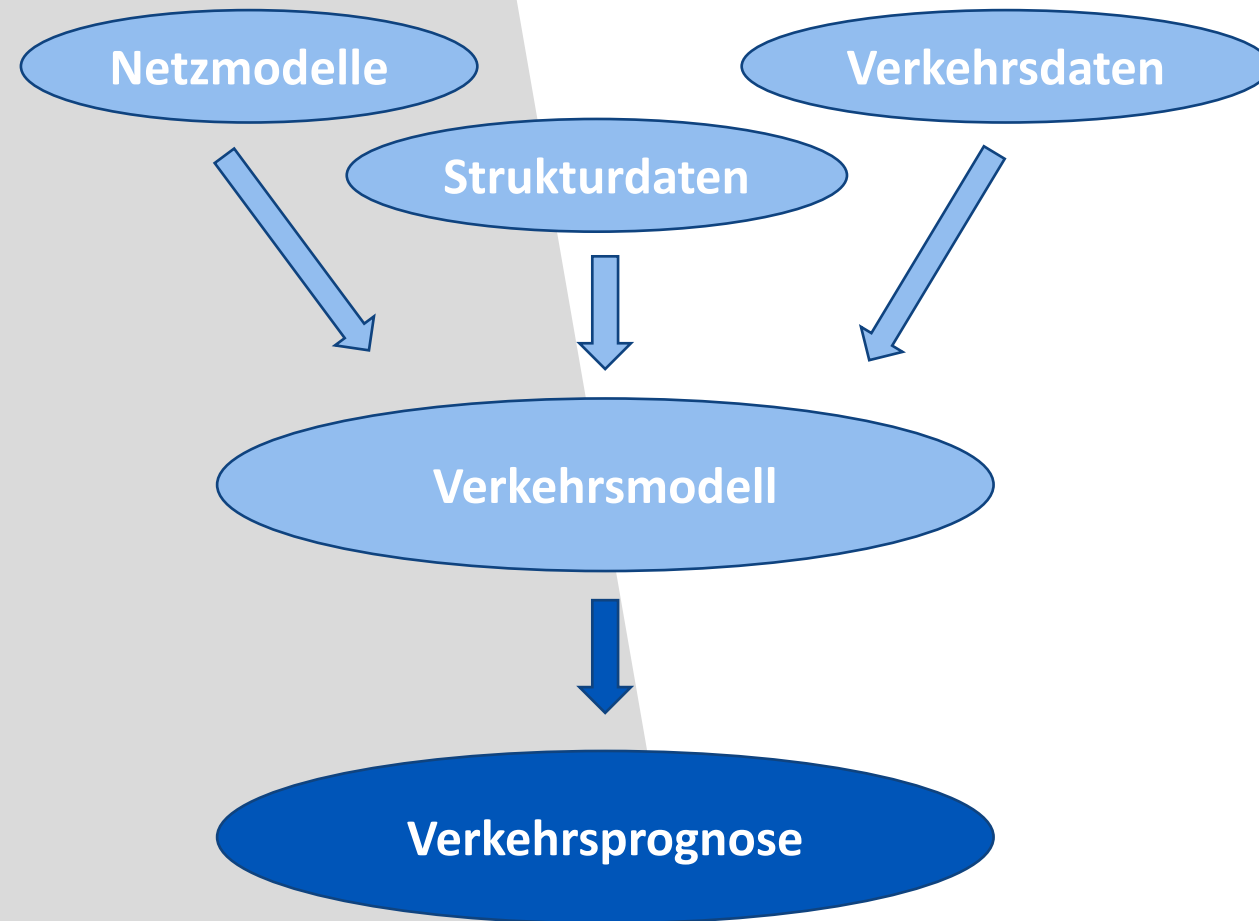 Netzmodelle
Verkehrsdaten
Strukturdaten
Verkehrsmodell
Verkehrsprognose